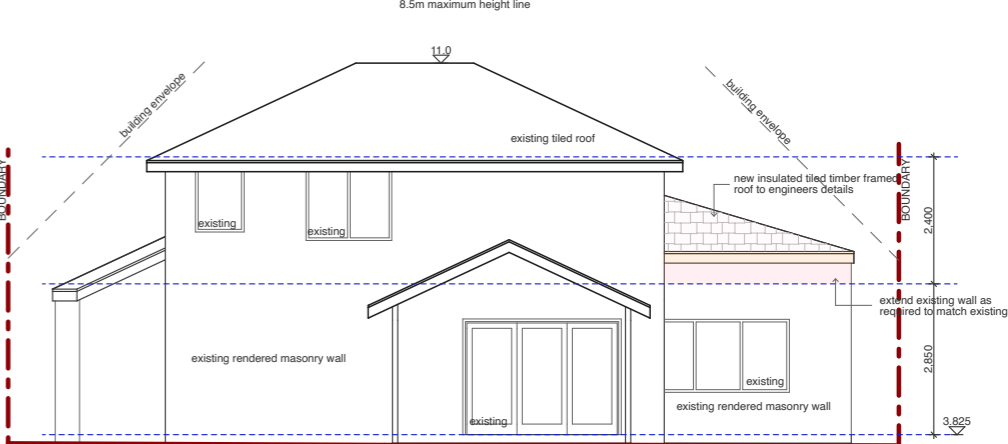 8.5m maximum height line
11.0
building envelope
building envelope
existing tiled roof
BOUNDARY
new insulated tiled timber framed
roof to engineers details
BOUNDARY
existing
existing
2,400
extend existing wall as
required to match existing
existing rendered masonry wall
2,850
existing
existing rendered masonry wall
existing
3.825